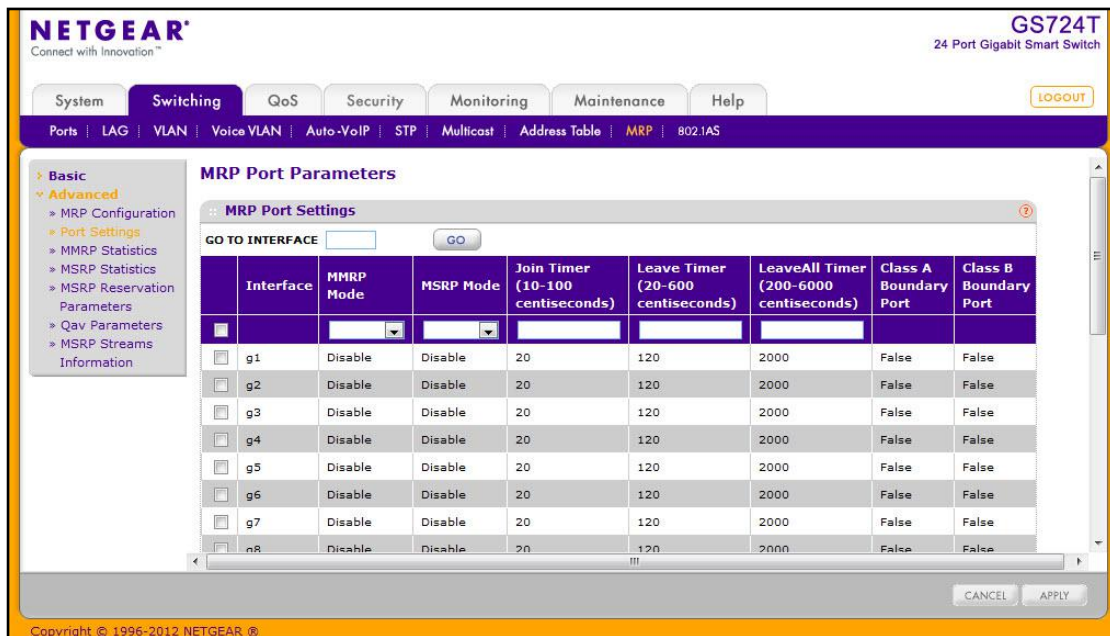 NETGEAR®
Connect with Innovation™
GS724T
24 Port Gigabit Smart Switch
System Switching QoS Security Monitoring Maintenance Help LOGOUT
Ports | LAG | VLAN | Voice VLAN | Auto-VoIP | STP | Multicast | Address Table | MRP | 802.1AS
Basic
Advanced
» MRP Configuration
» Port Settings
» MMRP Statistics
» MSRP Statistics
» MSRP Reservation
Parameters
» Qav Parameters
» MSRP Streams
Information
MRP Port Parameters
MRP Port Settings ?
GO TO INTERFACE GO
Interface MMRP Mode MSRP Mode Join Timer (10-100 centiseconds) Leave Timer (20-600 centiseconds) LeaveAll Timer (200-6000 centiseconds) Class A Boundary Port Class B Boundary Port
g1 Disable Disable 20 120 2000 False False
g2 Disable Disable 20 120 2000 False False
g3 Disable Disable 20 120 2000 False False
g4 Disable Disable 20 120 2000 False False
g5 Disable Disable 20 120 2000 False False
g6 Disable Disable 20 120 2000 False False
g7 Disable Disable 20 120 2000 False False
g8 Disable Disable 20 120 2000 False False
CANCEL APPLY
Copyright © 1996-2012 NETGEAR ®